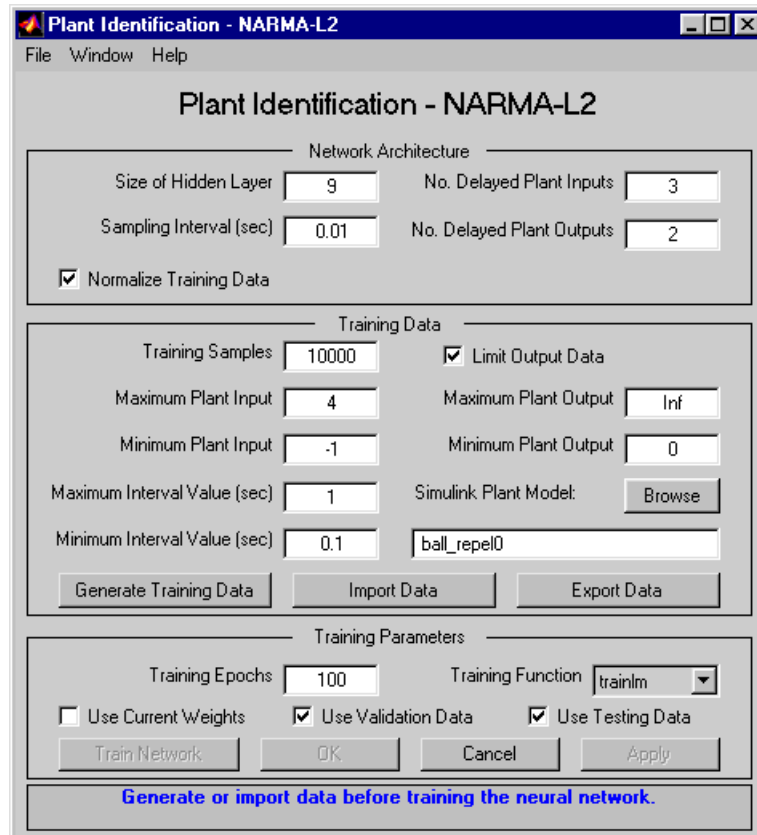 Plant Identification - NARMA-L2
File Window Help
Plant Identification - NARMA-L2
Network Architecture
Size of Hidden Layer 9 No. Delayed Plant Inputs 3
Sampling Interval (sec) 0.01 No. Delayed Plant Outputs 2
Normalize Training Data
Training Data
Training Samples 10000 Limit Output Data
Maximum Plant Input 4 Maximum Plant Output Inf
Minimum Plant Input -1 Minimum Plant Output 0
Maximum Interval Value (sec) 1 Simulink Plant Model: Browse
Minimum Interval Value (sec) 0.1 ball_repel0
Generate Training Data Import Data Export Data
Training Parameters
Training Epochs 100 Training Function trainlm
Use Current Weights Use Validation Data Use Testing Data
Train Network OK Cancel Apply
Generate or import data before training the neural network.